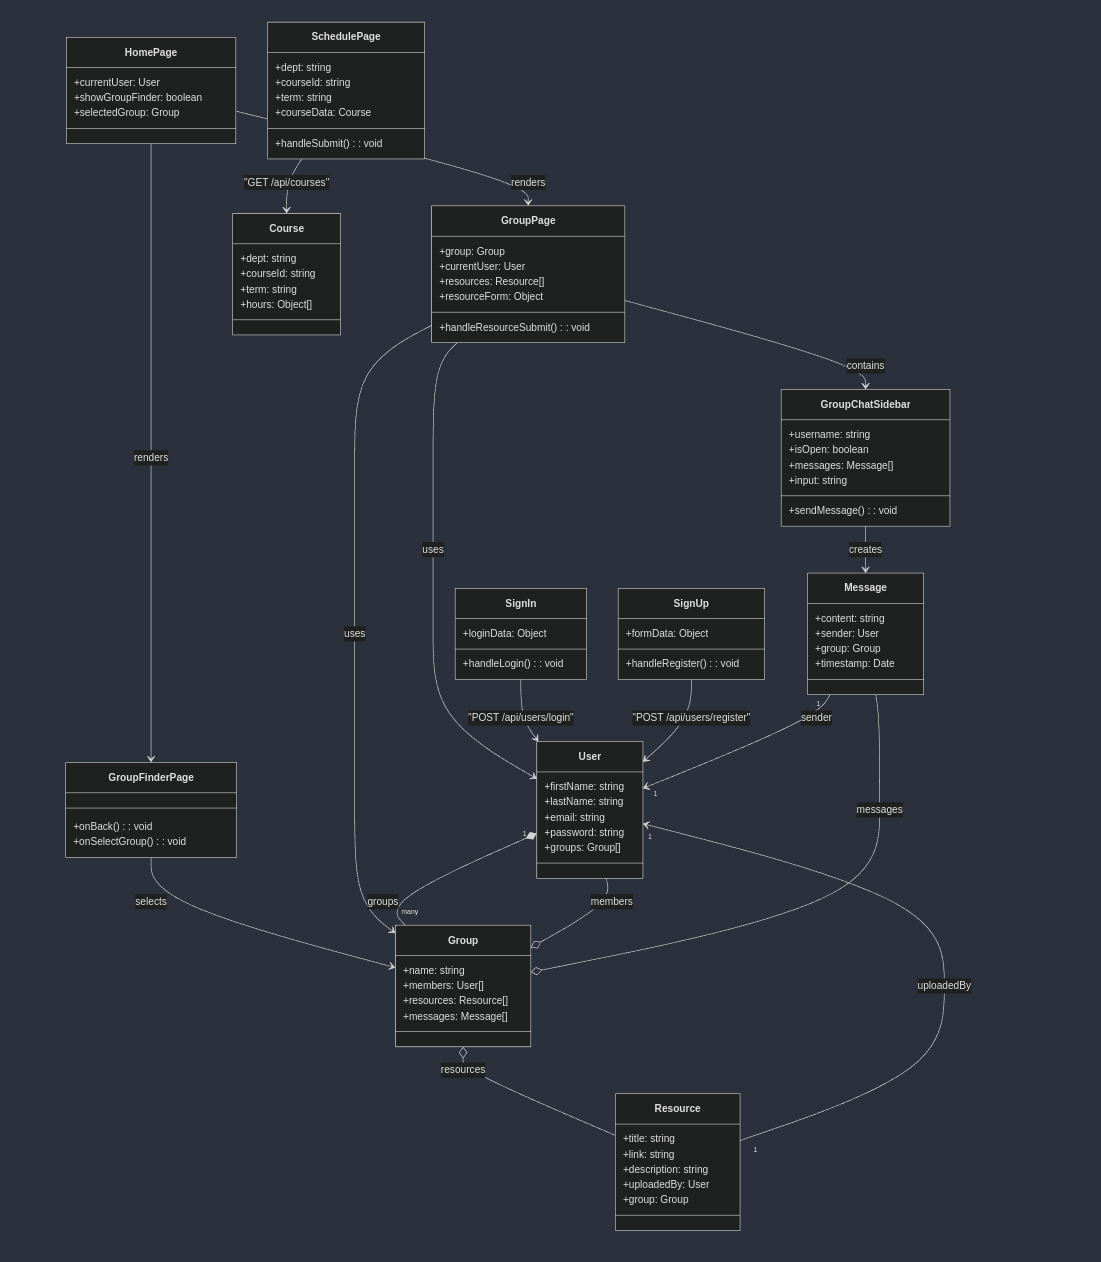 SchedulePage
+dept: string
+courseId: string
+term: string
+courseData: Course
+handleSubmit() : : void
HomePage
+currentUser: User
+showGroupFinder: boolean
+selectedGroup: Group
"GET /api/courses"
renders
Course
+dept: string
+courseId: string
+term: string
+hours: Object[]
GroupPage
+group: Group
+currentUser: User
+resources: Resource[]
+resourceForm: Object
+handleResourceSubmit() : : void
contains
GroupChatSidebar
+username: string
+isOpen: boolean
+messages: Message[]
+input: string
+sendMessage() : : void
renders
uses
creates
uses
SignIn
+loginData: Object
+handleLogin() : : void
SignUp
+formData: Object
+handleRegister() : : void
Message
+content: string
+sender: User
+group: Group
+timestamp: Date
"POST /api/users/login"
"POST /api/users/register"
1
sender
1
User
+firstName: string
+lastName: string
+email: string
+password: string
+groups: Group[]
1
1
messages
GroupFinderPage
+onBack() : : void
+onSelectGroup() : : void
selects
groups
many
members
Group
+name: string
+members: User[]
+resources: Resource[]
+messages: Message[]
uploadedBy
resources
Resource
+title: string
+link: string
+description: string
+uploadedBy: User
+group: Group
1